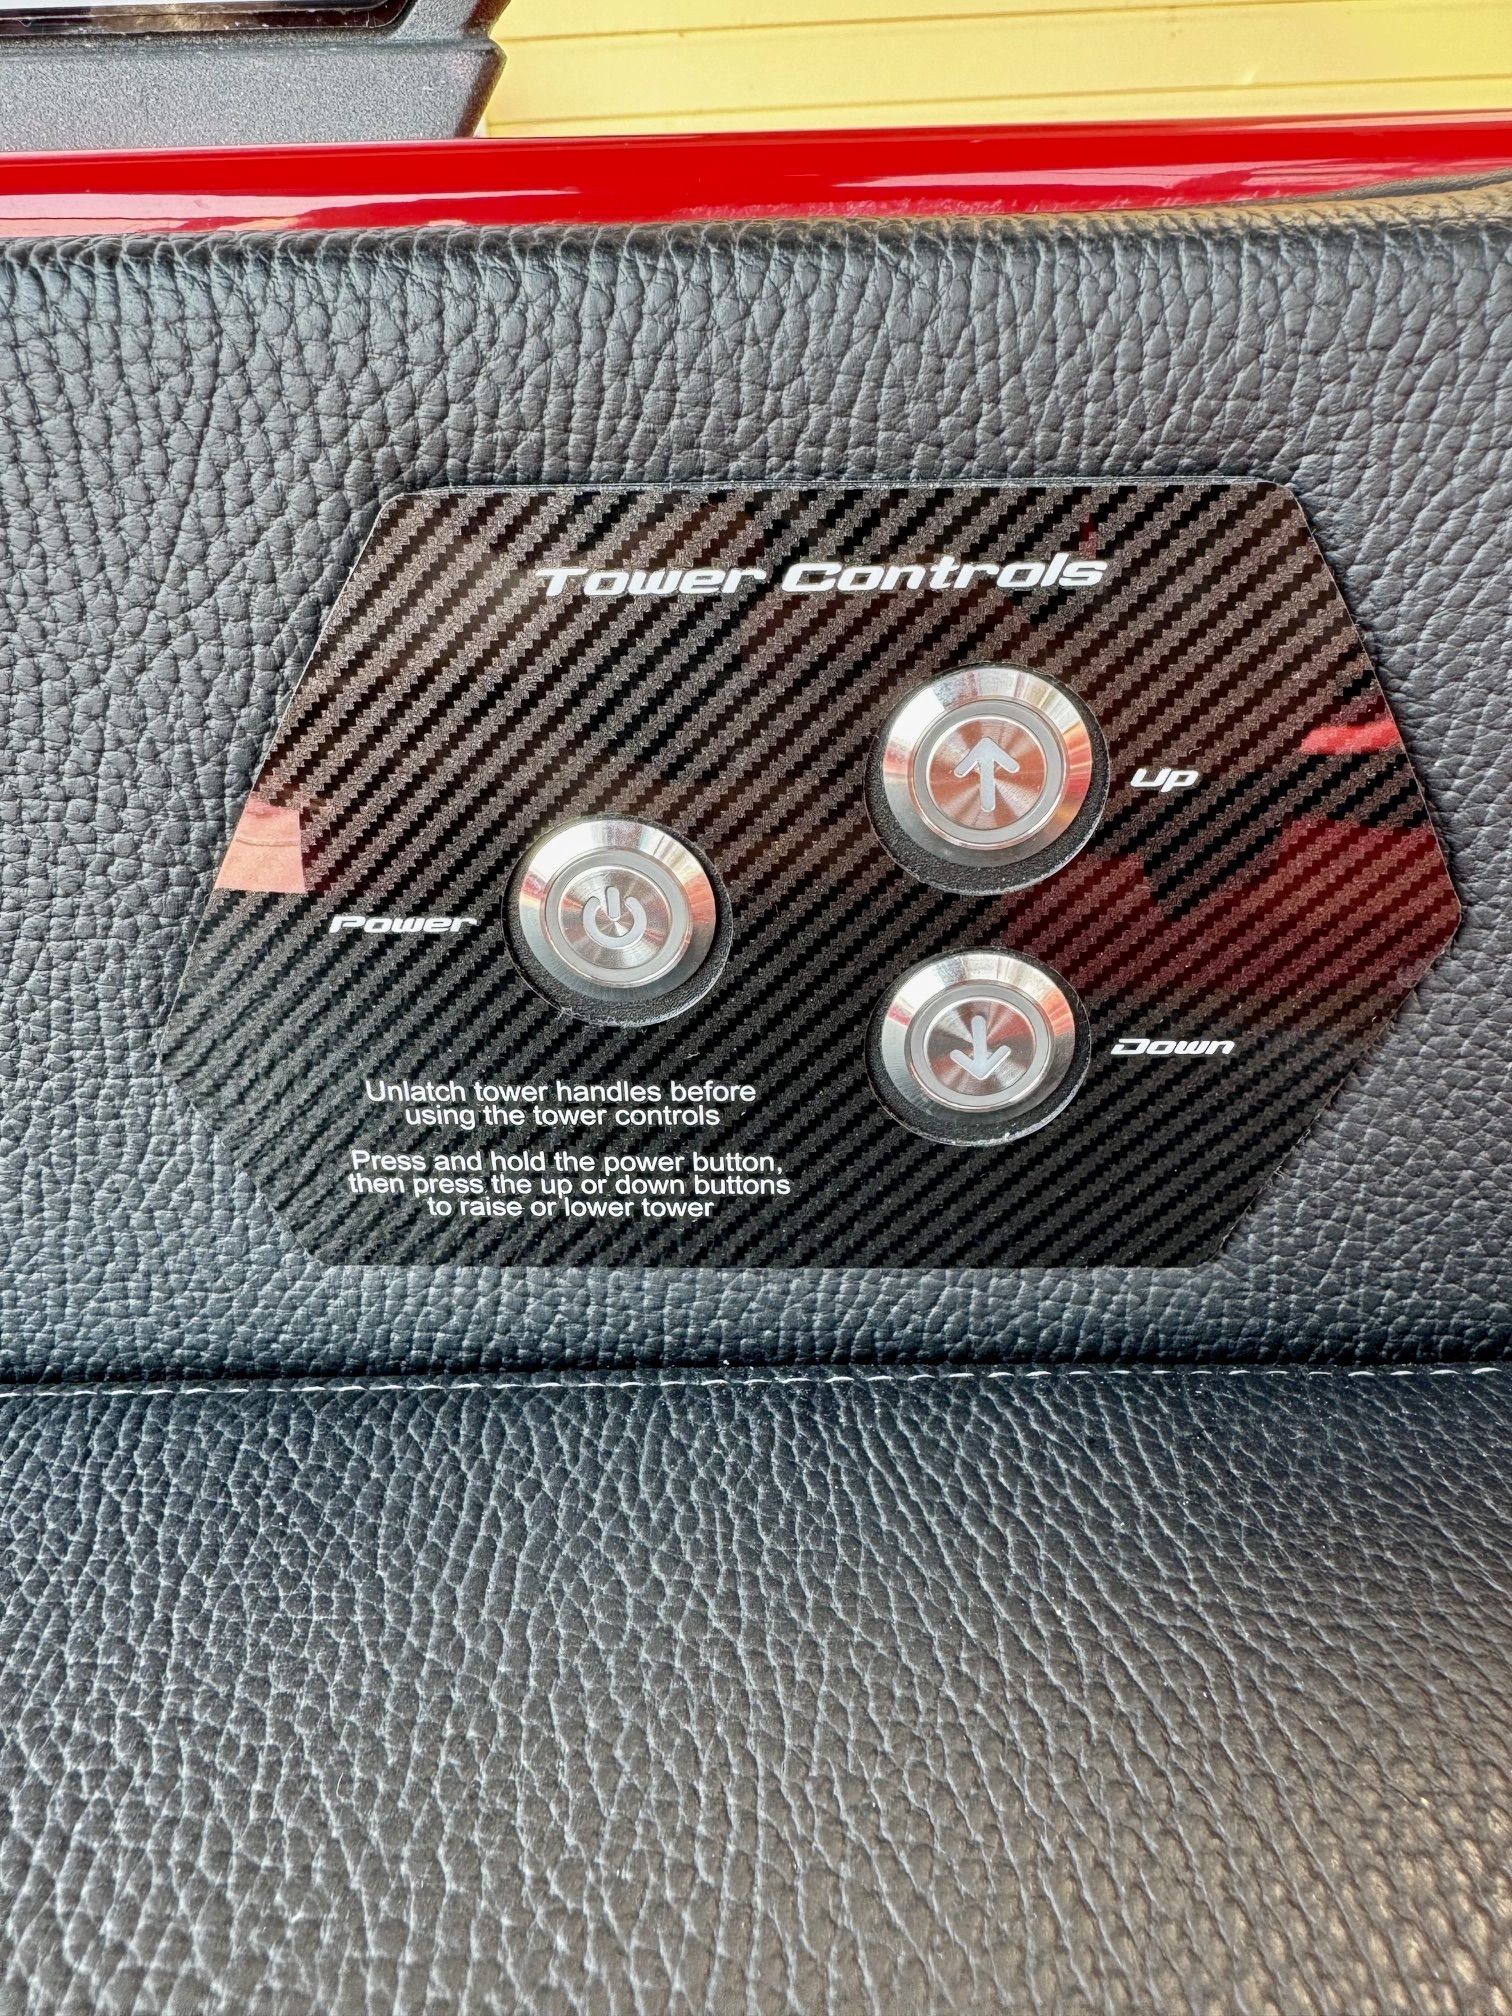 Tower Controls
Up
Power
Down
Unlatch tower handles before
using the tower controls
Press and hold the power button,
then press the up or down buttons
to raise or lower tower